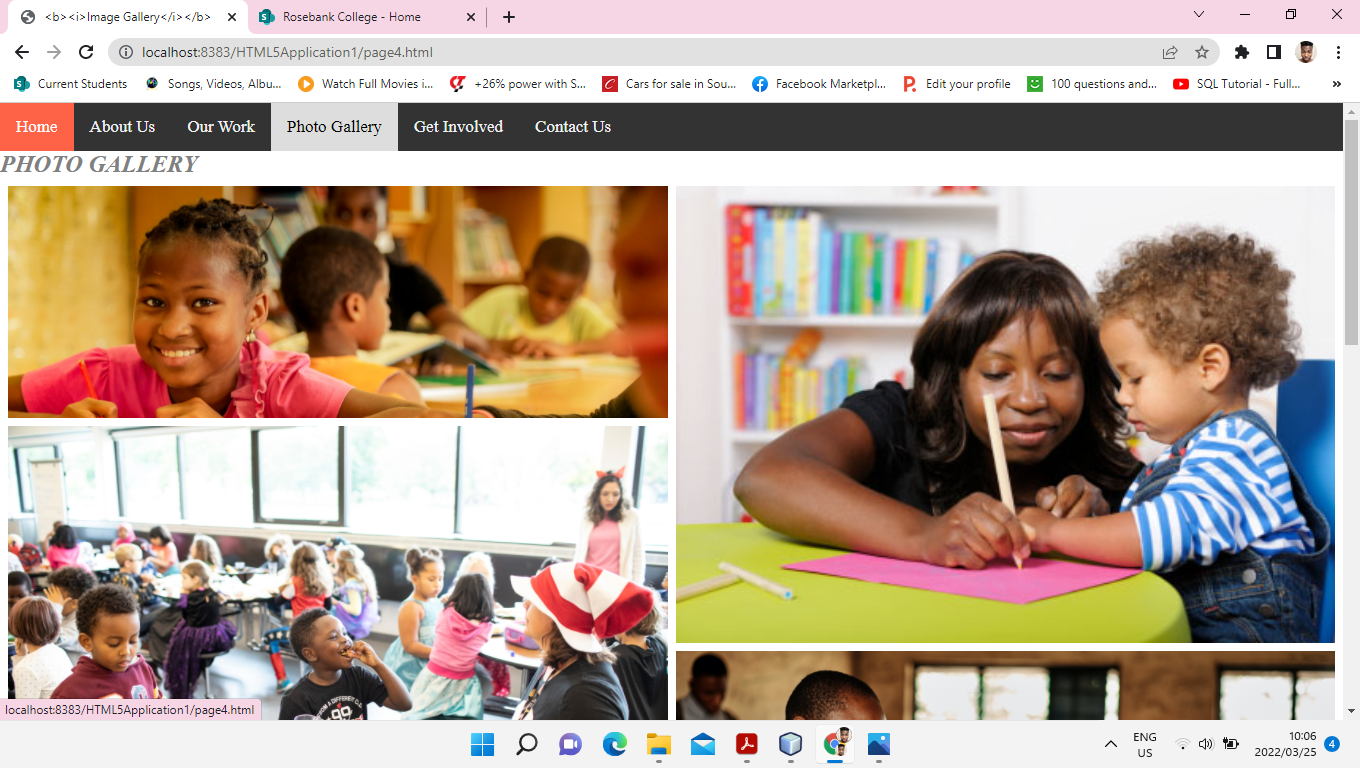 <b><i>Image Gallery</i></b>
Rosebank College - Home
localhost:8383/HTML5Application1/page4.html
Current Students
Songs, Videos, Albu...
Watch Full Movies i...
+26% power with S...
Cars for sale in Sou...
Facebook Marketpl...
Edit your profile
100 questions and...
SQL Tutorial - Full...
»
Home
About Us
Our Work
Photo Gallery
Get Involved
Contact Us
PHOTO GALLERY
99
localhost:8383/HTML5Application1/page4.html
ENG
US
10:06
2022/03/25
4